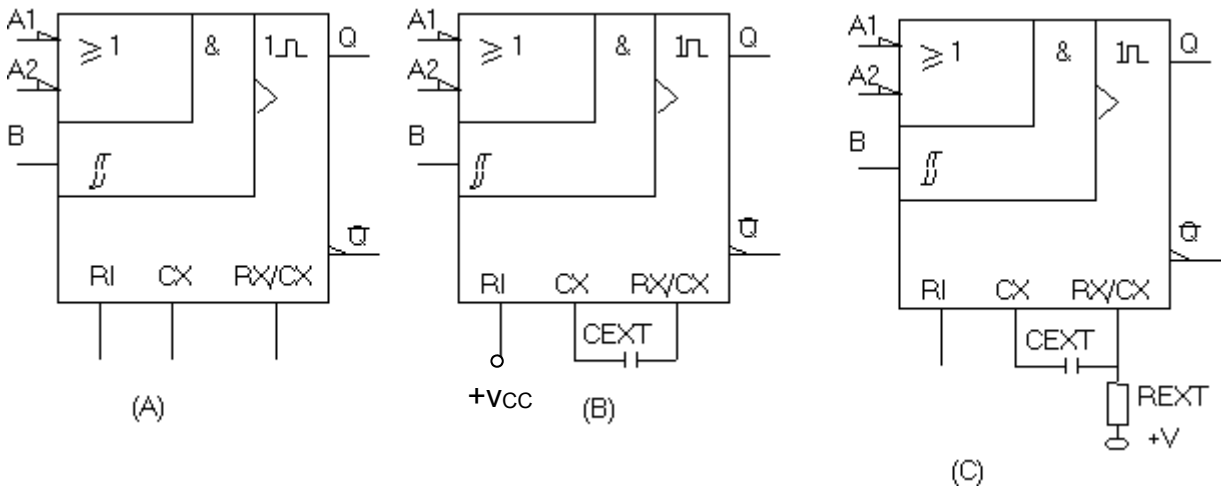 A1
≥1 & 1 Q
A2
B
Q̅
RI CX RX/CX
(A)
A1
≥1 & 1 Q
A2
B
Q̅
RI CX RX/CX
CEXT
+VCC
(B)
A1
≥1 & 1 Q
A2
B
Q̅
RI CX RX/CX
CEXT
REXT
+V
(C)